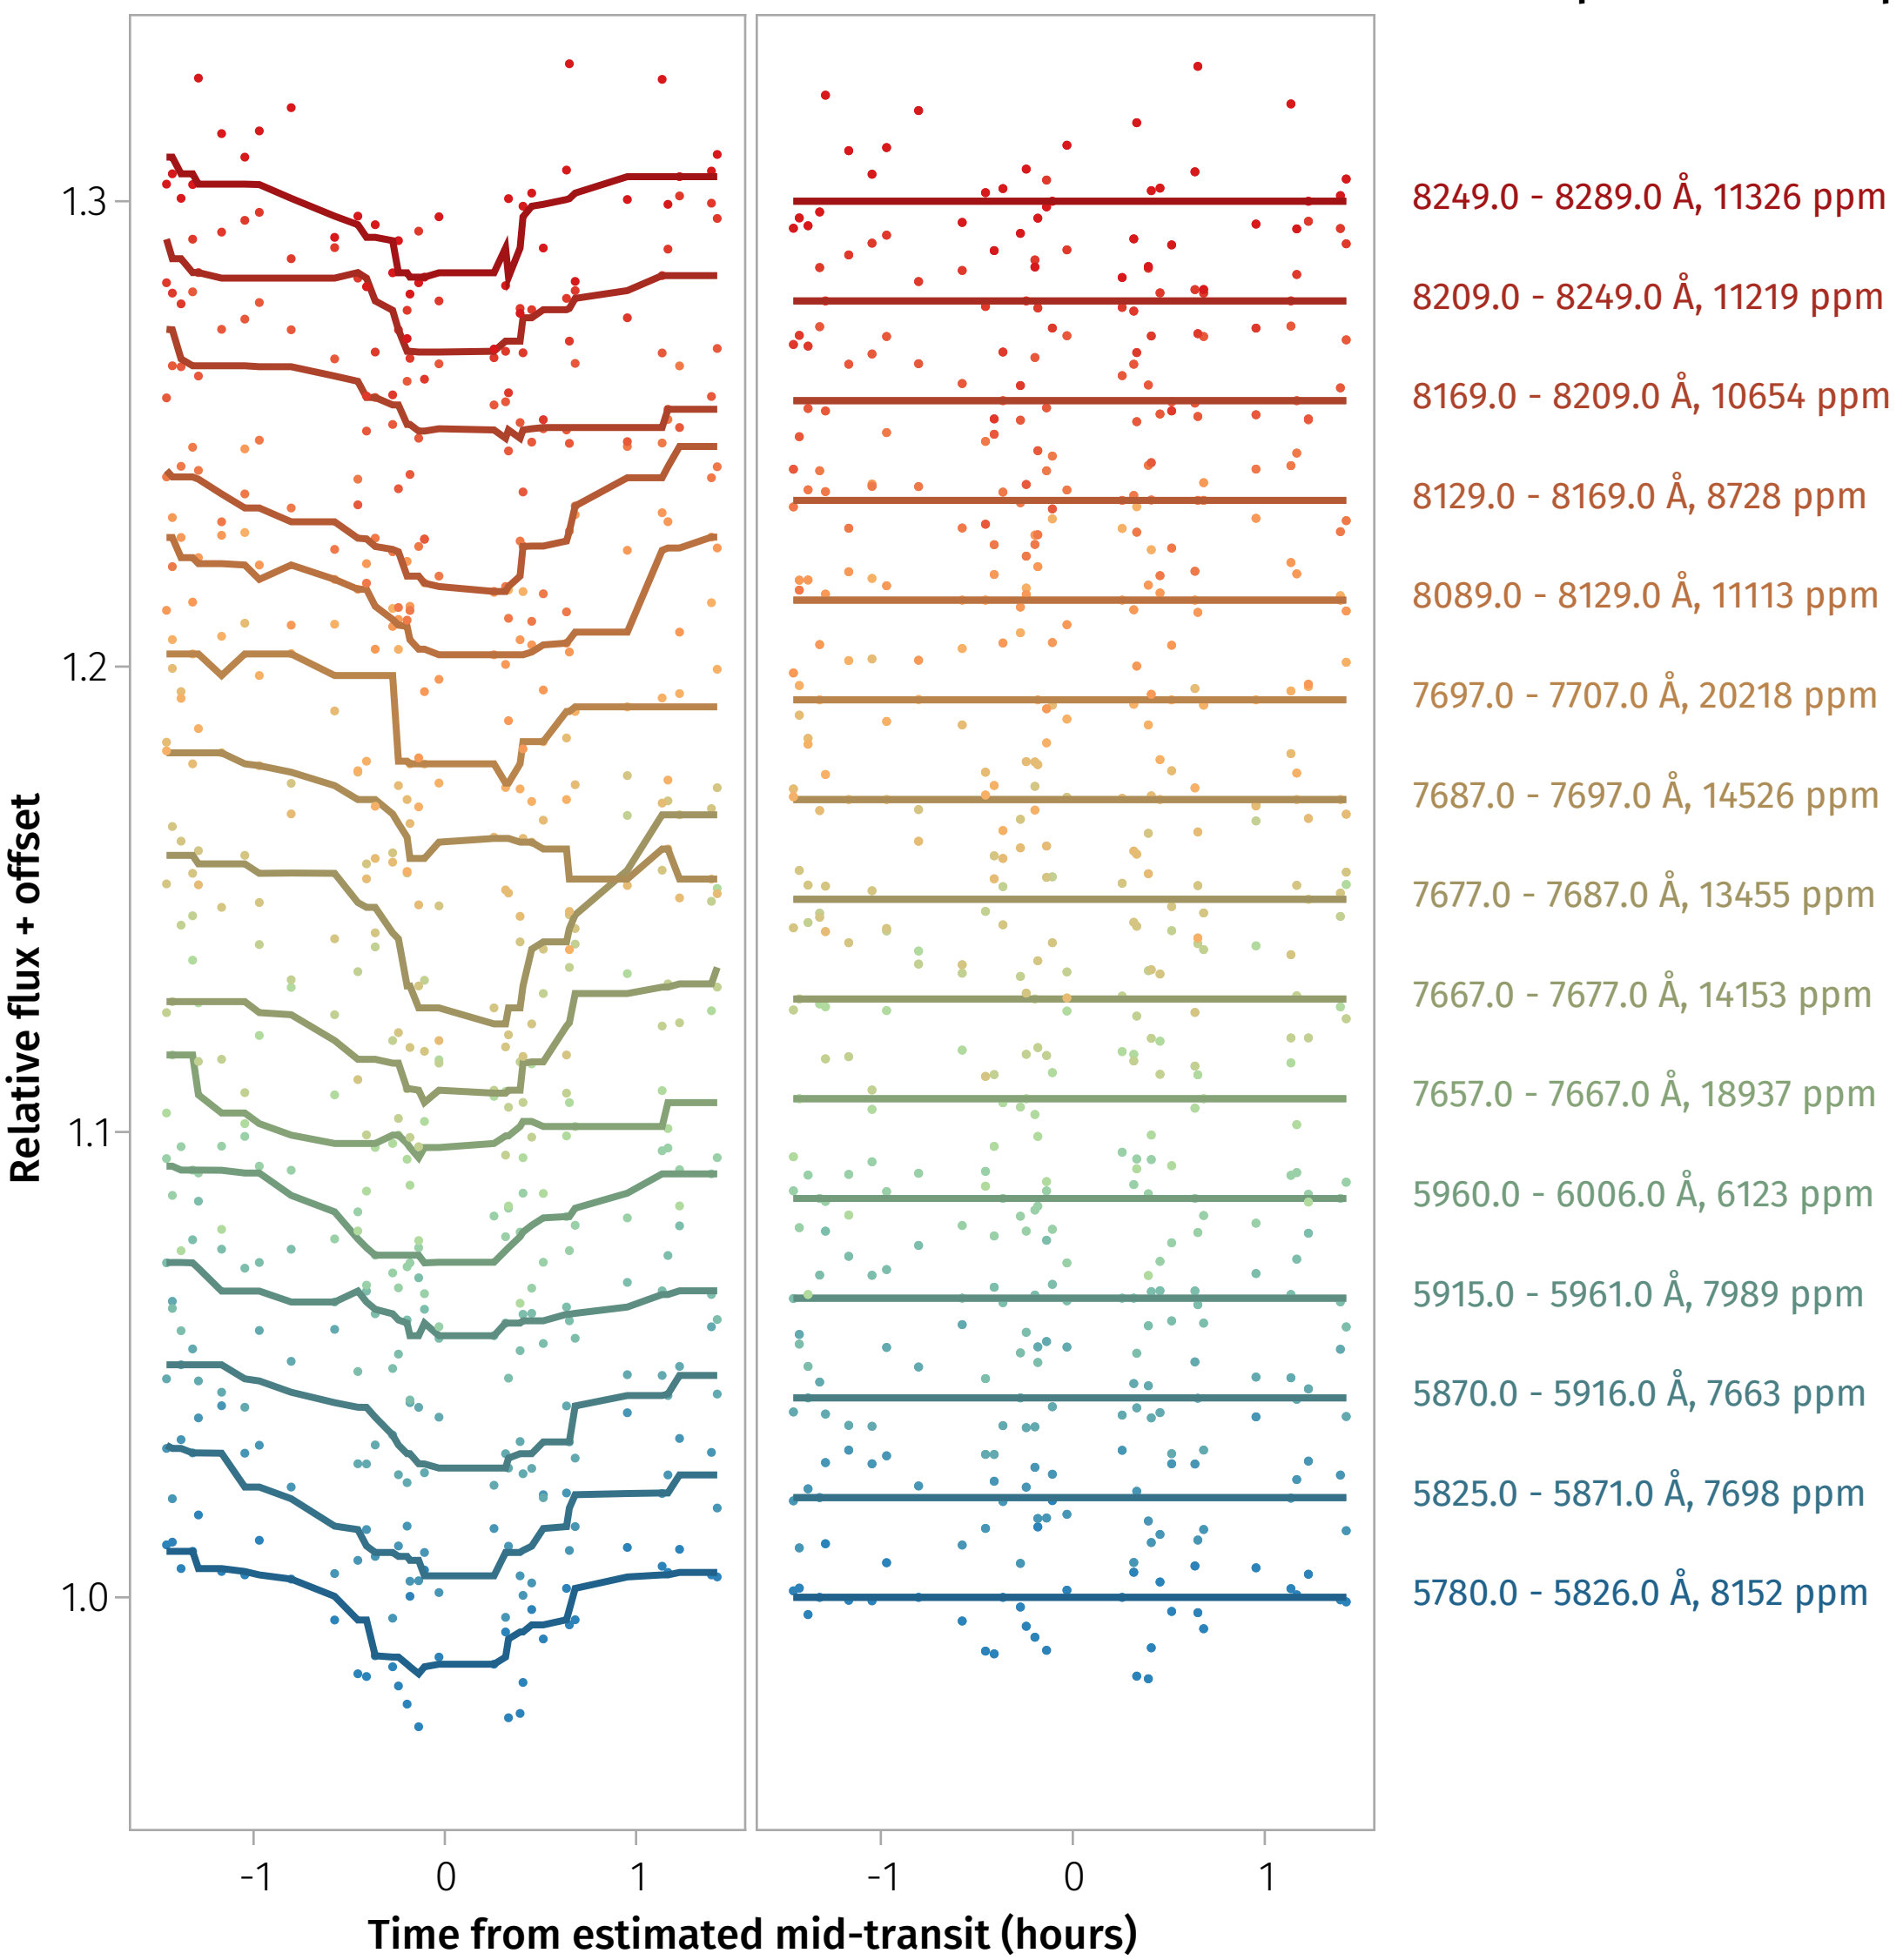 1.3
1.2
1.1
1.0
Relative flux + offset
-1 0 1
-1 0 1
Time from estimated mid-transit (hours)
8249.0 - 8289.0 Å, 11326 ppm
8209.0 - 8249.0 Å, 11219 ppm
8169.0 - 8209.0 Å, 10654 ppm
8129.0 - 8169.0 Å, 8728 ppm
8089.0 - 8129.0 Å, 11113 ppm
7697.0 - 7707.0 Å, 20218 ppm
7687.0 - 7697.0 Å, 14526 ppm
7677.0 - 7687.0 Å, 13455 ppm
7667.0 - 7677.0 Å, 14153 ppm
7657.0 - 7667.0 Å, 18937 ppm
5960.0 - 6006.0 Å, 6123 ppm
5915.0 - 5961.0 Å, 7989 ppm
5870.0 - 5916.0 Å, 7663 ppm
5825.0 - 5871.0 Å, 7698 ppm
5780.0 - 5826.0 Å, 8152 ppm